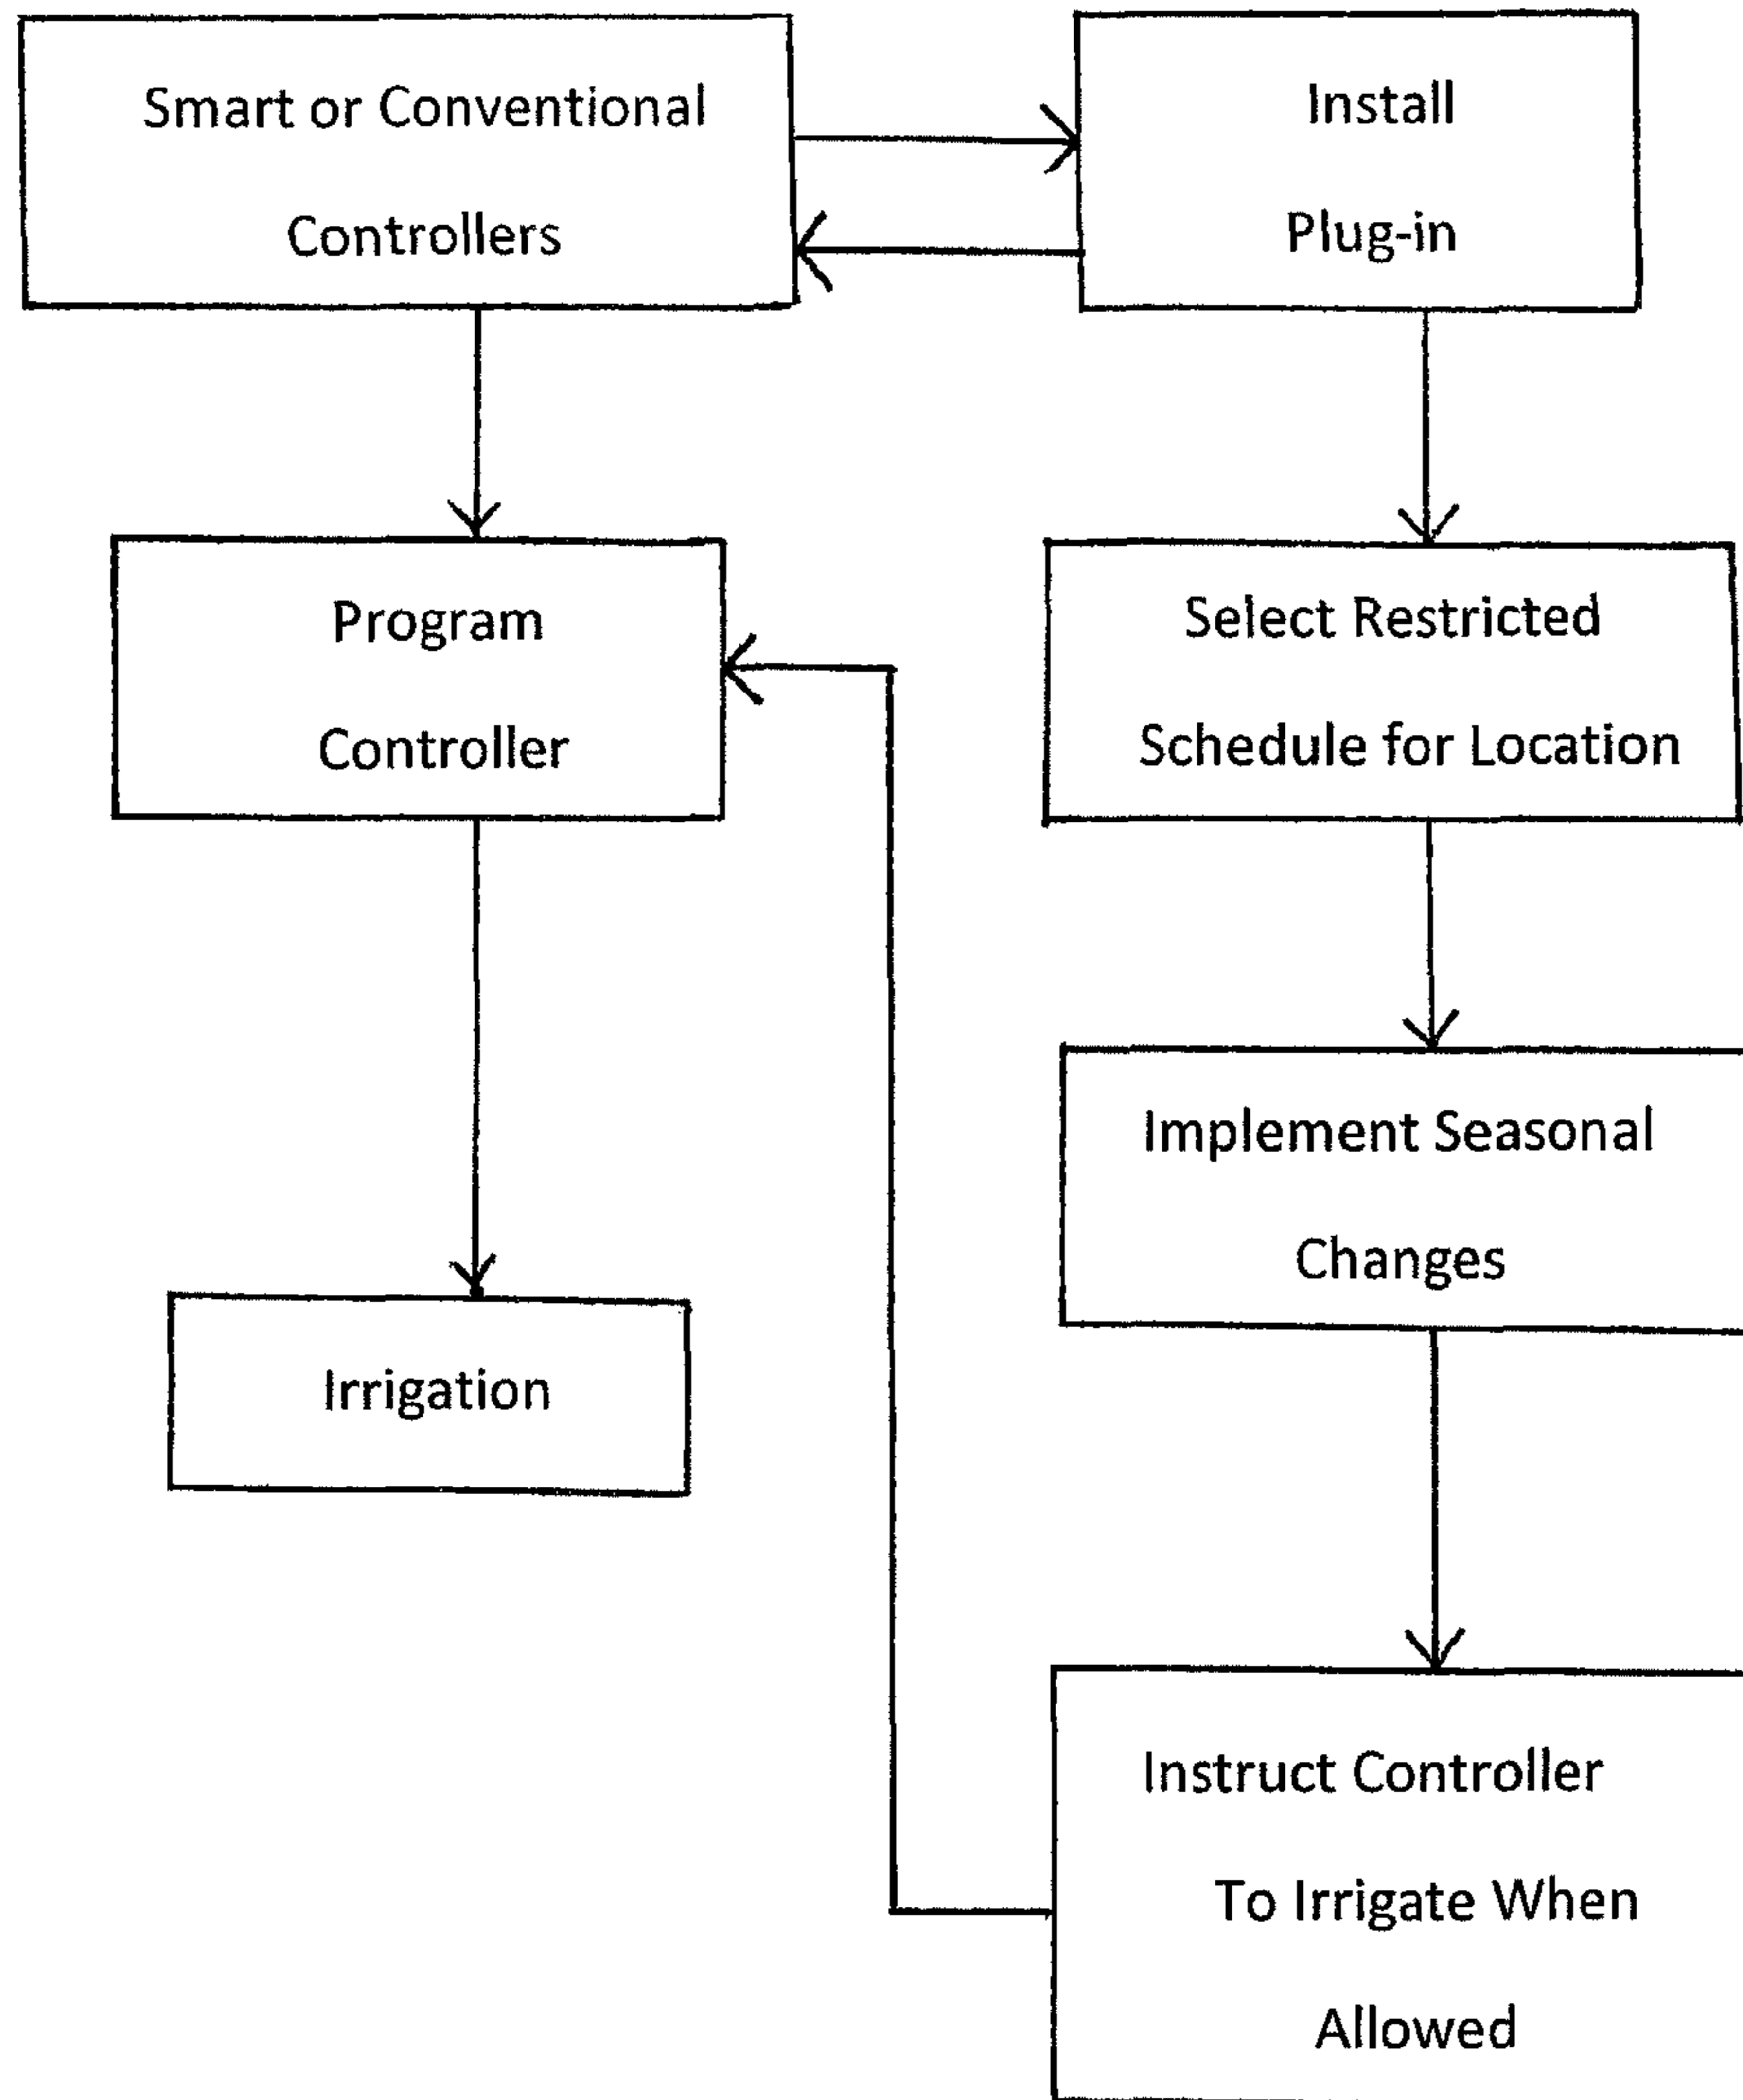 Smart or Conventional
Controllers
Install
Plug-in
Program
Controller
Select Restricted
Schedule for Location
Implement Seasonal
Changes
Irrigation
Instruct Controller
To Irrigate When
Allowed